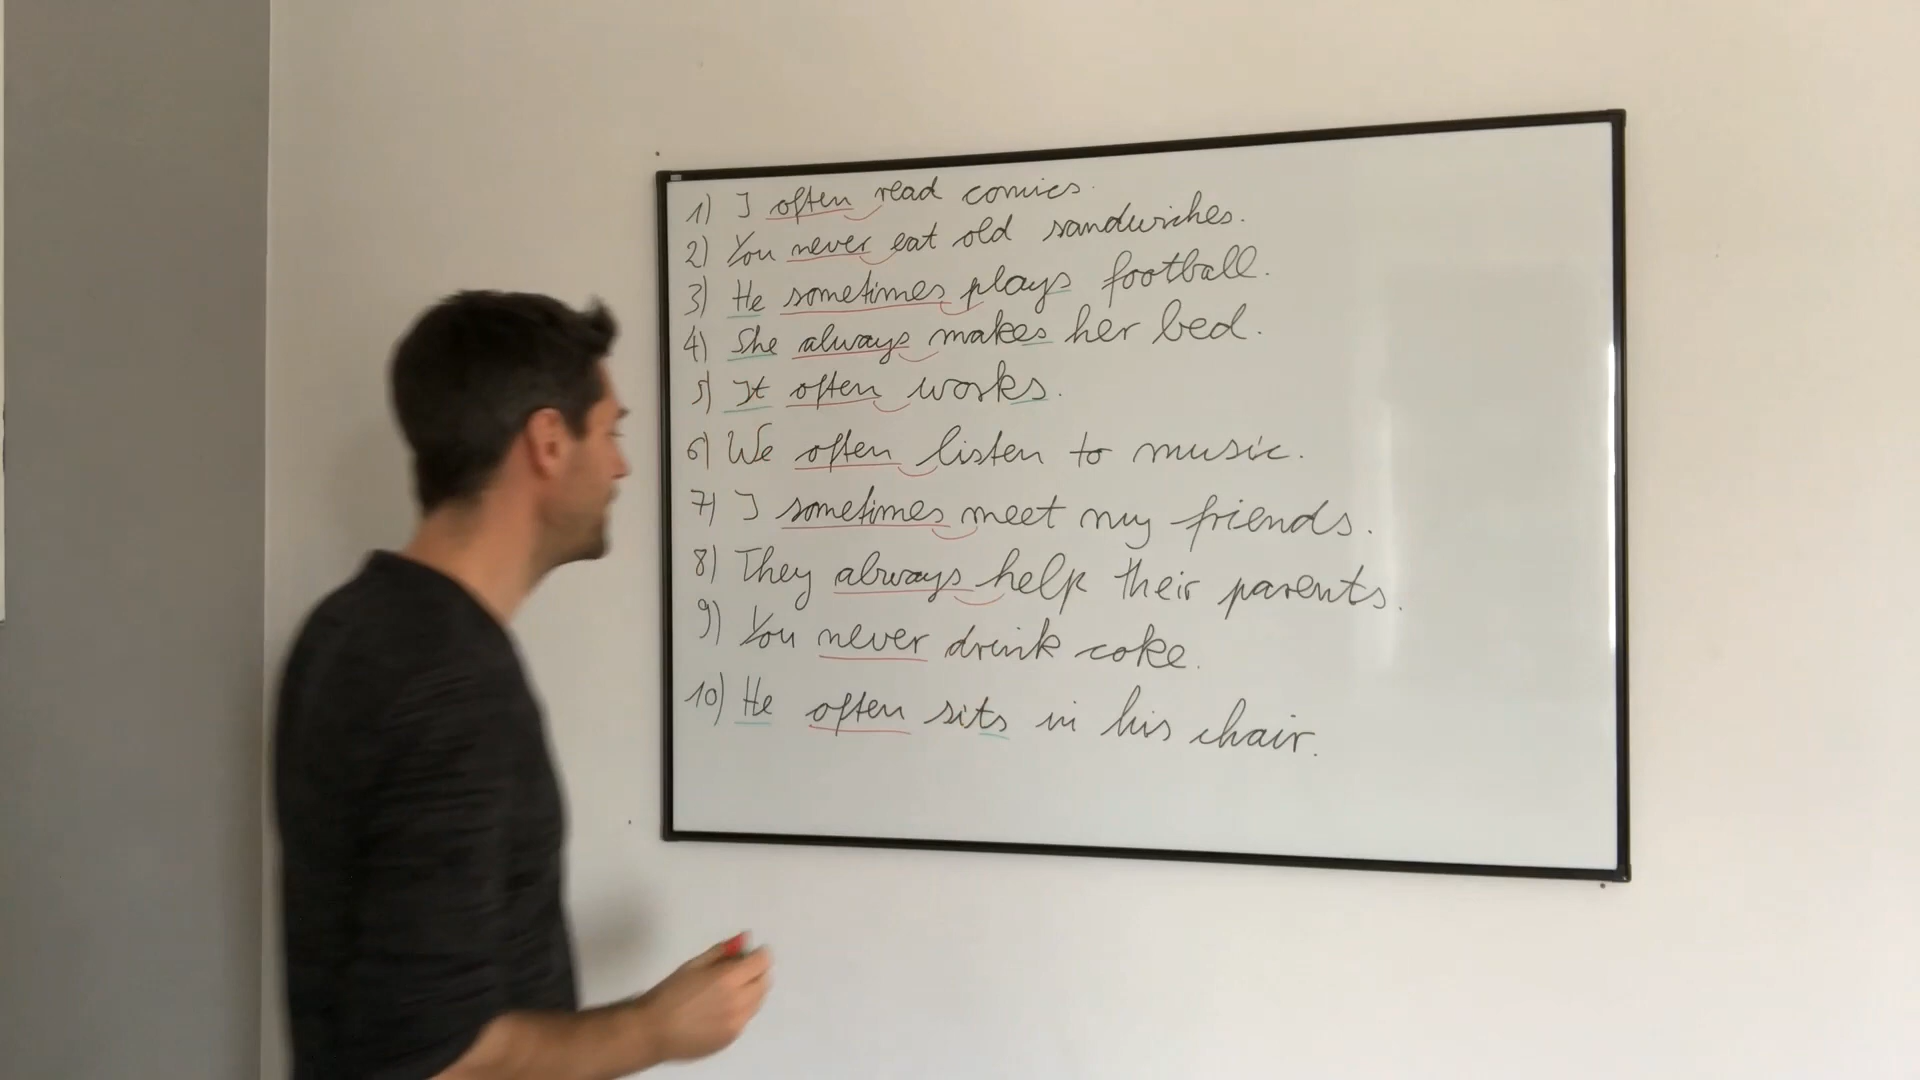 1) I often read comics.
2) You never eat old sandwiches.
3) He sometimes plays football.
4) She always makes her bed.
5) It often works.
6) We often listen to music.
7) I sometimes meet my friends.
8) They always help their parents.
9) You never drink coke.
10) He often sits in his chair.